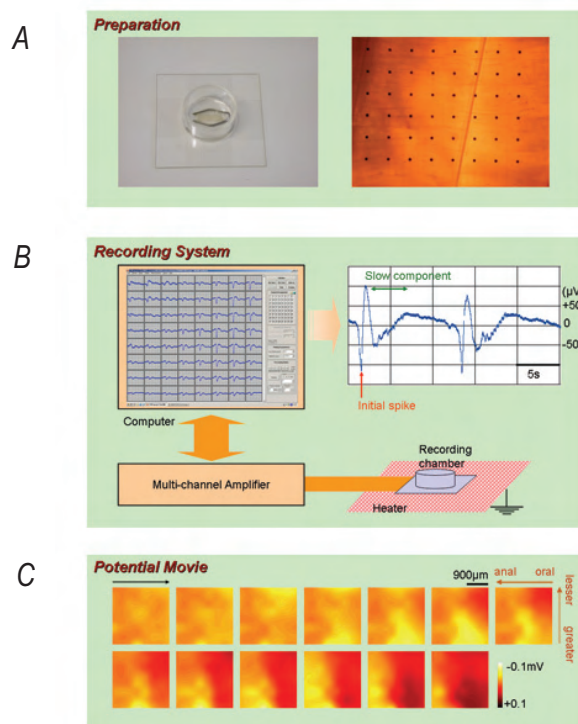 A
Preparation
B
Recording System
Slow component
(μV)
+50
0
-50
5s
Initial spike
Computer
Multi-channel Amplifier
Recording
chamber
Heater
C
Potential Movie
900μm
anal oral
lesser
greater
-0.1mV
+0.1